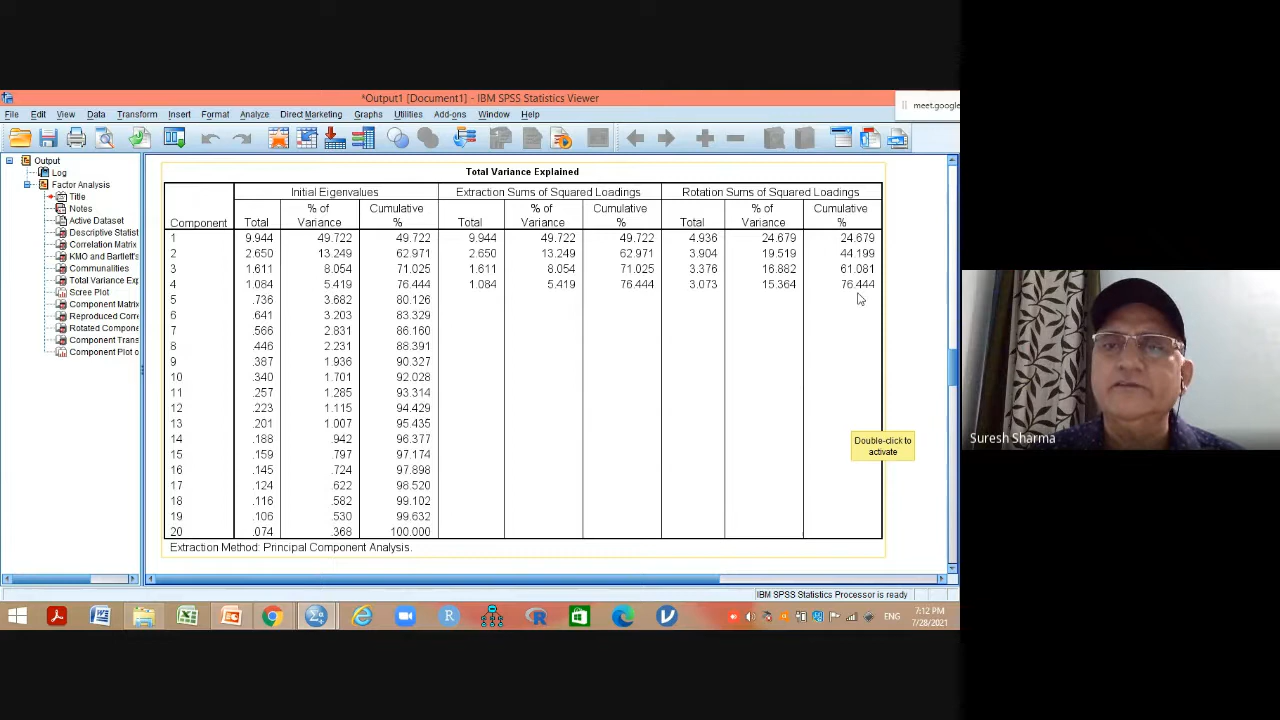 *Output1 [Document1] - IBM SPSS Statistics Viewer
meet.google
File Edit View Data Transform Insert Format Analyze Direct Marketing Graphs Utilities Add-ons Window Help
Output
Log
Factor Analysis
Title
Notes
Active Dataset
Descriptive Statist
Correlation Matrix
KMO and Bartlett's
Communalities
Total Variance Exp
Scree Plot
Component Matrix
Reproduced Corre
Rotated Compone
Component Trans
Component Plot o
Total Variance Explained
Initial Eigenvalues Extraction Sums of Squared Loadings Rotation Sums of Squared Loadings
% of Cumulative % of Cumulative % of Cumulative
Component Total Variance % Total Variance % Total Variance %
1 9.944 49.722 49.722 9.944 49.722 49.722 4.936 24.679 24.679
2 2.650 13.249 62.971 2.650 13.249 62.971 3.904 19.519 44.199
3 1.611 8.054 71.025 1.611 8.054 71.025 3.376 16.882 61.081
4 1.084 5.419 76.444 1.084 5.419 76.444 3.073 15.364 76.444
5 .736 3.682 80.126
6 .641 3.203 83.329
7 .566 2.831 86.160
8 .446 2.231 88.391
9 .387 1.936 90.327
10 .340 1.701 92.028
11 .257 1.285 93.314
12 .223 1.115 94.429
13 .201 1.007 95.435
14 .188 .942 96.377
15 .159 .797 97.174
16 .145 .724 97.898
17 .124 .622 98.520
18 .116 .582 99.102
19 .106 .530 99.632
20 .074 .368 100.000
Extraction Method: Principal Component Analysis.
Double-click to
activate
Suresh Sharma
IBM SPSS Statistics Processor is ready
ENG
7:12 PM
7/28/2021